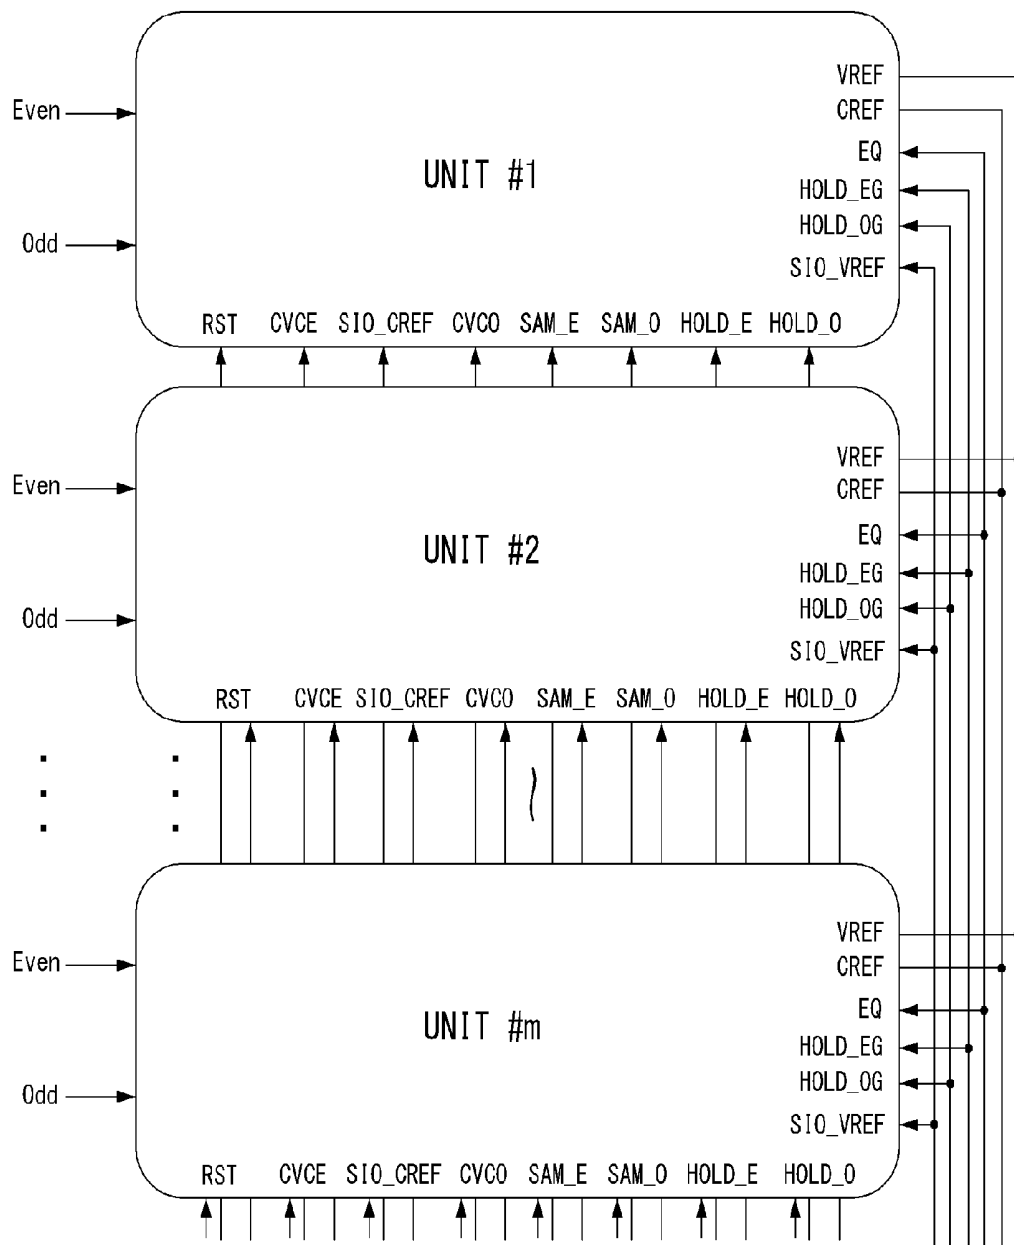 VREF
Even
CREF
EQ
UNIT #1
HOLD_EG
HOLD_OG
Odd
SIO_VREF
RST CVCE SIO_CREF CVCO SAM_E SAM_O HOLD_E HOLD_O
VREF
Even
CREF
EQ
UNIT #2
HOLD_EG
HOLD_OG
Odd
SIO_VREF
RST CVCE SIO_CREF CVCO SAM_E SAM_O HOLD_E HOLD_O
VREF
Even
CREF
EQ
UNIT #m
HOLD_EG
HOLD_OG
Odd
SIO_VREF
RST CVCE SIO_CREF CVCO SAM_E SAM_O HOLD_E HOLD_O